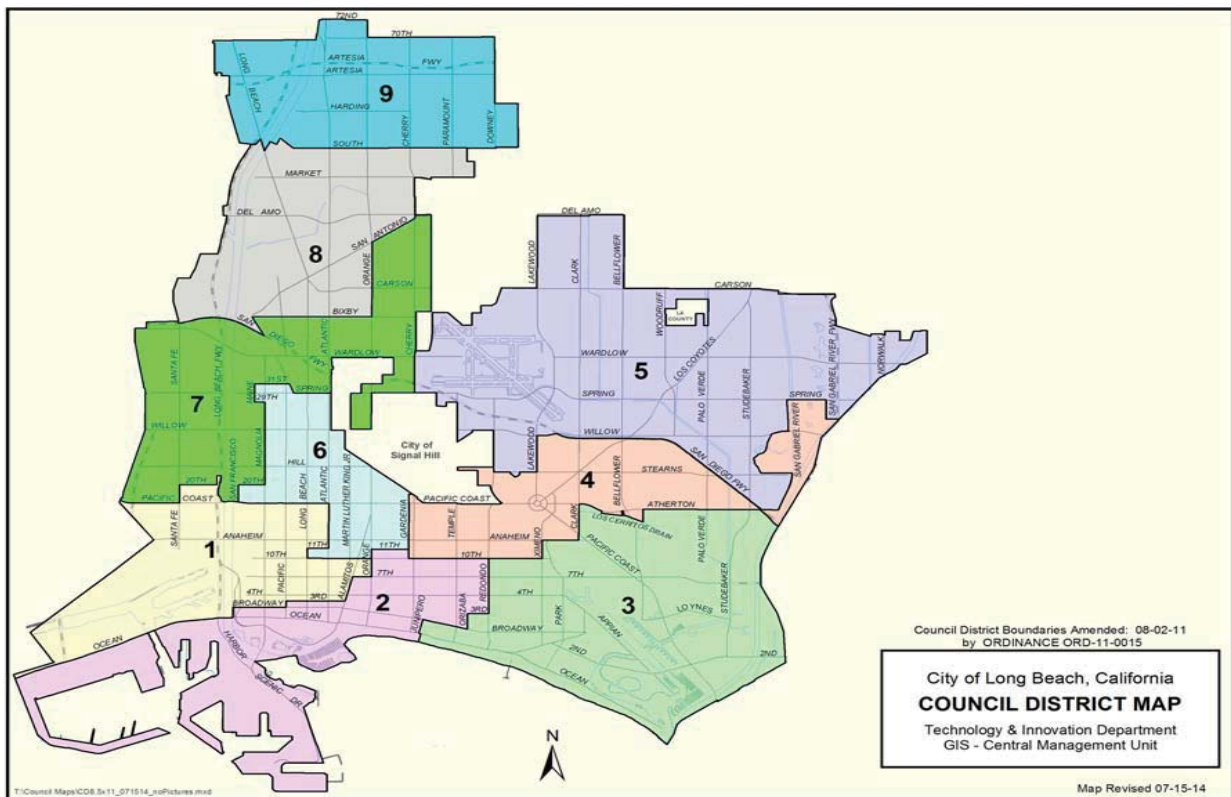 72ND
70TH
LONG BEACH
ARTESIA FWY
ARTESIA
9
HARDING
CHERRY
PARAMOUNT
DOWNEY
SOUTH
MARKET
DEL AMO
SAN ANTONIO
8
ORANGE
CARSON
BIXBY
SAN DIEGO FWY
ATLANTIC
WARDLOW
CHERRY
DEL AMO
LAKEWOOD
CLARK
BELLFLOWER
WOODRUFF
LA
COUNTY
CARSON
LOS COYOTES
WARDLOW
5
SAN GABRIEL RIVER FWY
NORWALK
SPRING
PALO VERDE
STUDEBAKER
SPRING
SANTA FE
LONG BEACH FWY
31ST
SPRING
29TH
7
WILLOW
MAGNOLIA
SAN FRANCISCO
20TH
20TH
PACIFIC COAST
6
HILL
LONG BEACH
ATLANTIC
MARTIN LUTHER KING JR
City of
Signal Hill
LAKEWOOD
WILLOW
SAN DIEGO FWY
SAN GABRIEL RIVER
4
BELLFLOWER
STEARNS
PACIFIC COAST
ATHERTON
GARDENIA
TEMPLE
ANAHEIM
10TH
XIMENO
CLARK
LOS CERRITOS DRAIN
PALO VERDE
SANTA FE
ANAHEIM
1
10TH
11TH
11TH
ORANGE
ALAMITOS
PACIFIC
4TH
3RD
BROADWAY
OCEAN
7TH
2
OCEAN
JUNIPERO
ORIZABA
REDONDO
3RD
HARBOR SCENIC DR
PACIFIC COAST
7TH
4TH
3
STUDEBAKER
LOYNES
PARK
APPIAN
BROADWAY
2ND
2ND
OCEAN
N
Council District Boundaries Amended: 08-02-11
by ORDINANCE ORD-11-0015
City of Long Beach, California
COUNCIL DISTRICT MAP
Technology & Innovation Department
GIS - Central Management Unit
T:\Council Maps\CD8.5x11_071514_noPictures.mxd
Map Revised 07-15-14